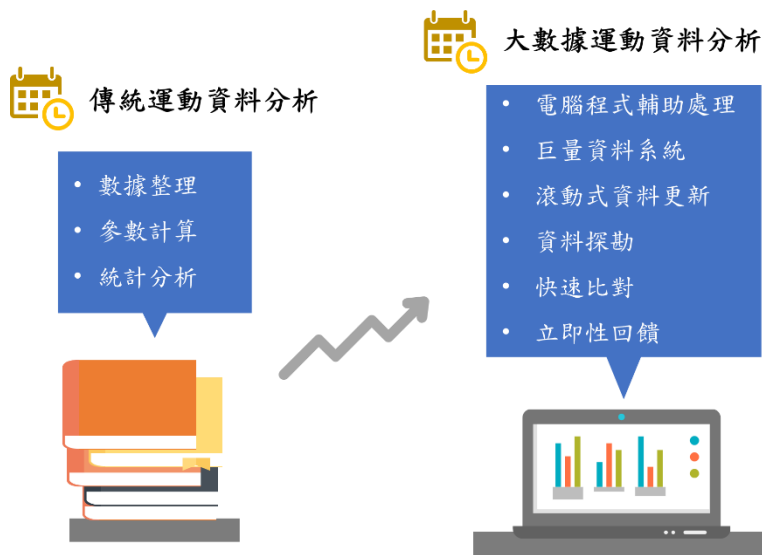 傳統運動資料分析
• 數據整理
• 參數計算
• 統計分析
大數據運動資料分析
• 電腦程式輔助處理
• 巨量資料系統
• 滾動式資料更新
• 資料探勘
• 快速比對
• 立即性回饋